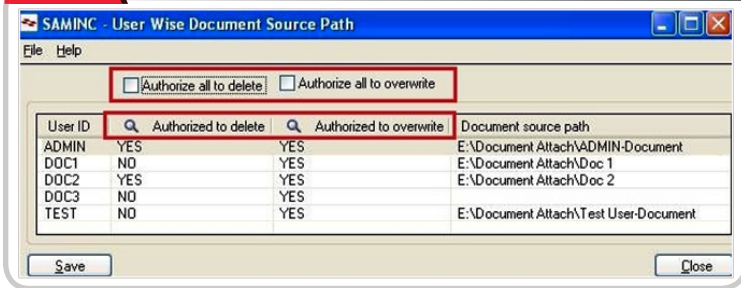 SAMINC - User Wise Document Source Path
File Help
Authorize all to delete Authorize all to overwrite
User ID Authorized to delete Authorized to overwrite Document source path
ADMIN YES YES E:\Document Attach\ADMIN-Document
DOC1 NO YES E:\Document Attach\Doc 1
DOC2 YES YES E:\Document Attach\Doc 2
DOC3 NO YES
TEST NO YES E:\Document Attach\Test User-Document
Save Close